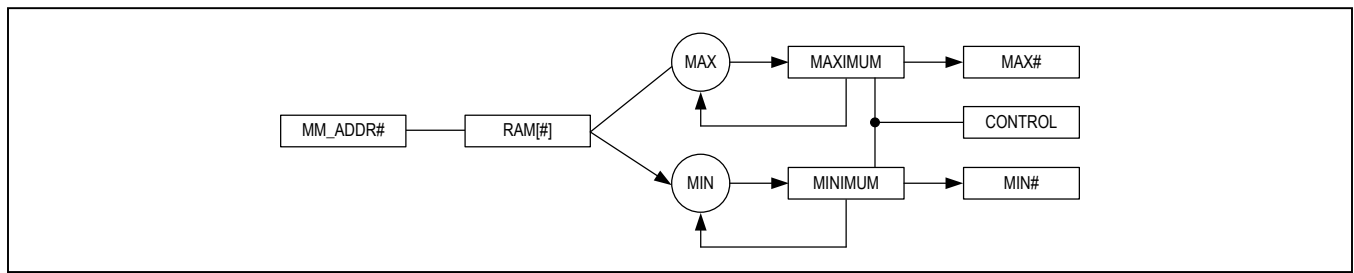 MAX
MAXIMUM
MAX#
MM_ADDR#
RAM[#]
CONTROL
MIN
MINIMUM
MIN#